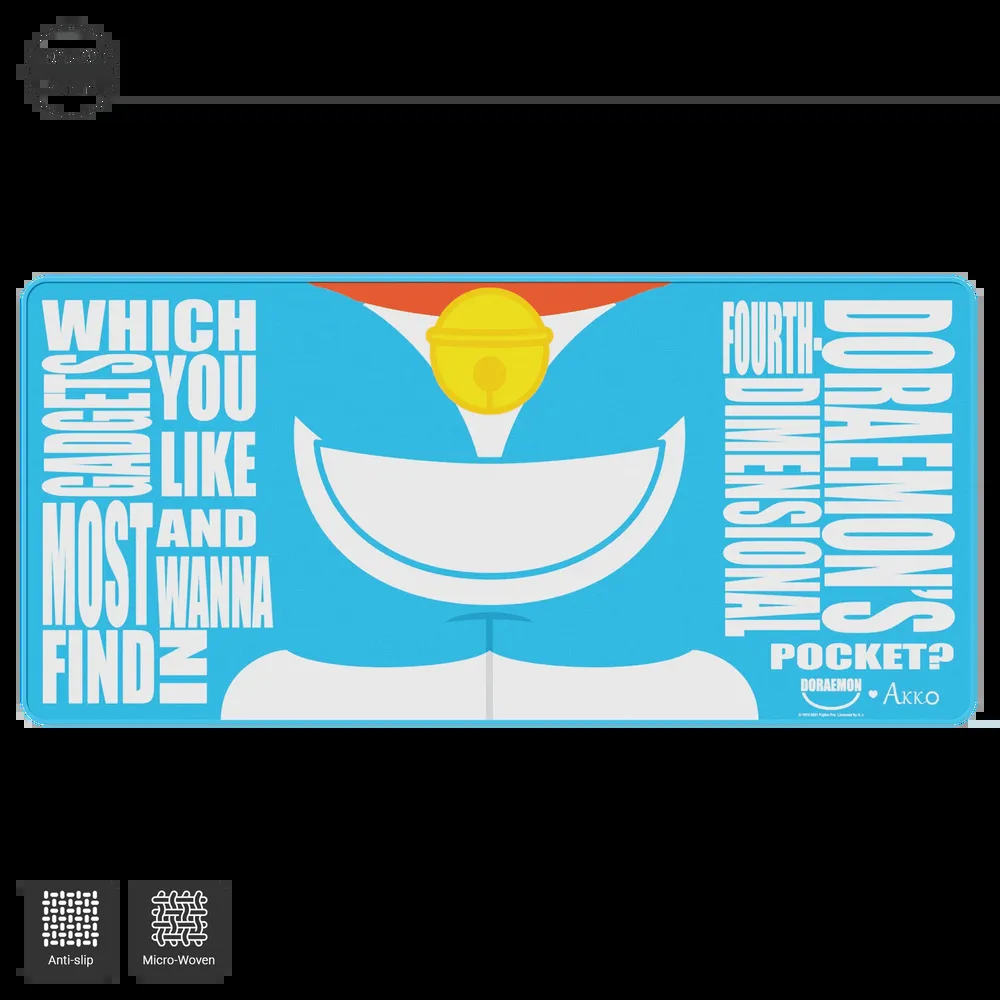 WHICH
GADGETS
YOU
LIKE
AND
MOST
WANNA
FIND
IN
DORAEMON'S
FOURTH-
DIMENSIONAL
POCKET?
DORAEMON
AKKO
Anti-slip
Micro-Woven